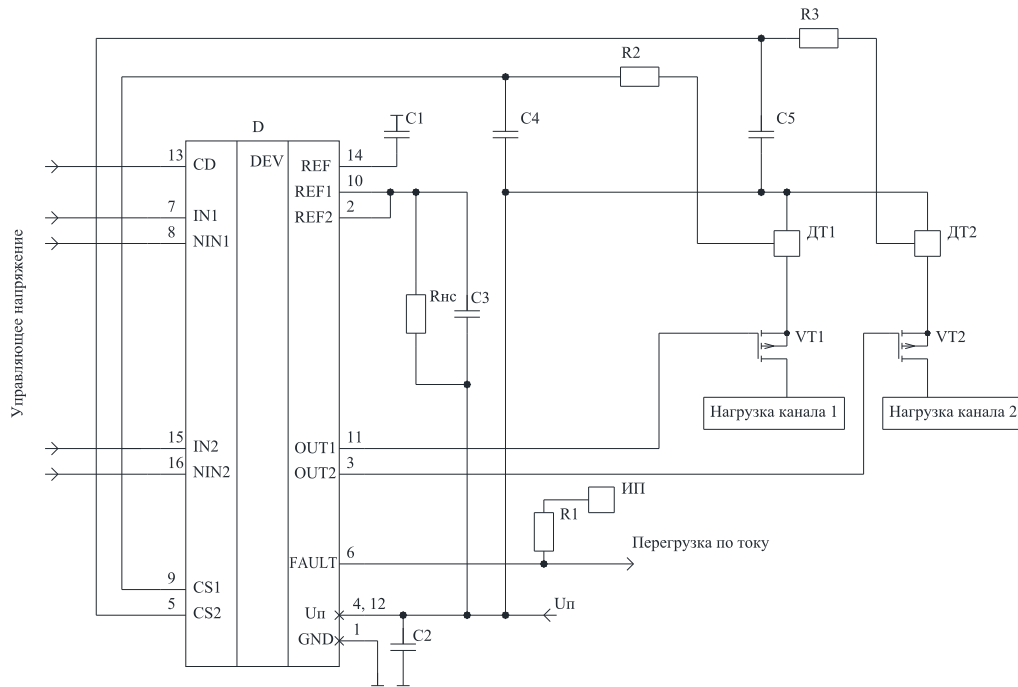 R3
R2
C1
C4
C5
D
13
CD
DEV
REF
14
REF1
10
7
IN1
REF2
2
8
NIN1
ДТ1
ДТ2
Управляющее напряжение
Rнс
C3
VT1
VT2
Нагрузка канала 1
Нагрузка канала 2
15
IN2
OUT1
11
16
NIN2
OUT2
3
ИП
R1
Перегрузка по току
FAULT
6
9
CS1
5
CS2
Uп
4, 12
Uп
GND
1
C2